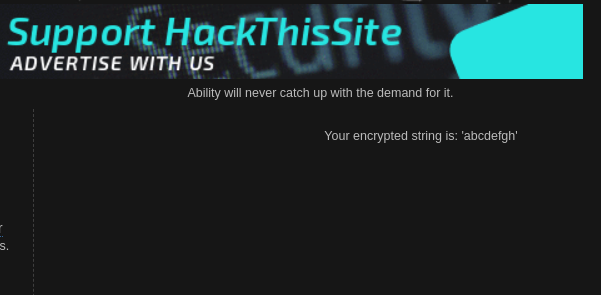 Support HackThisSite
ADVERTISE WITH US
Ability will never catch up with the demand for it.
Your encrypted string is: 'abcdefgh'
s.